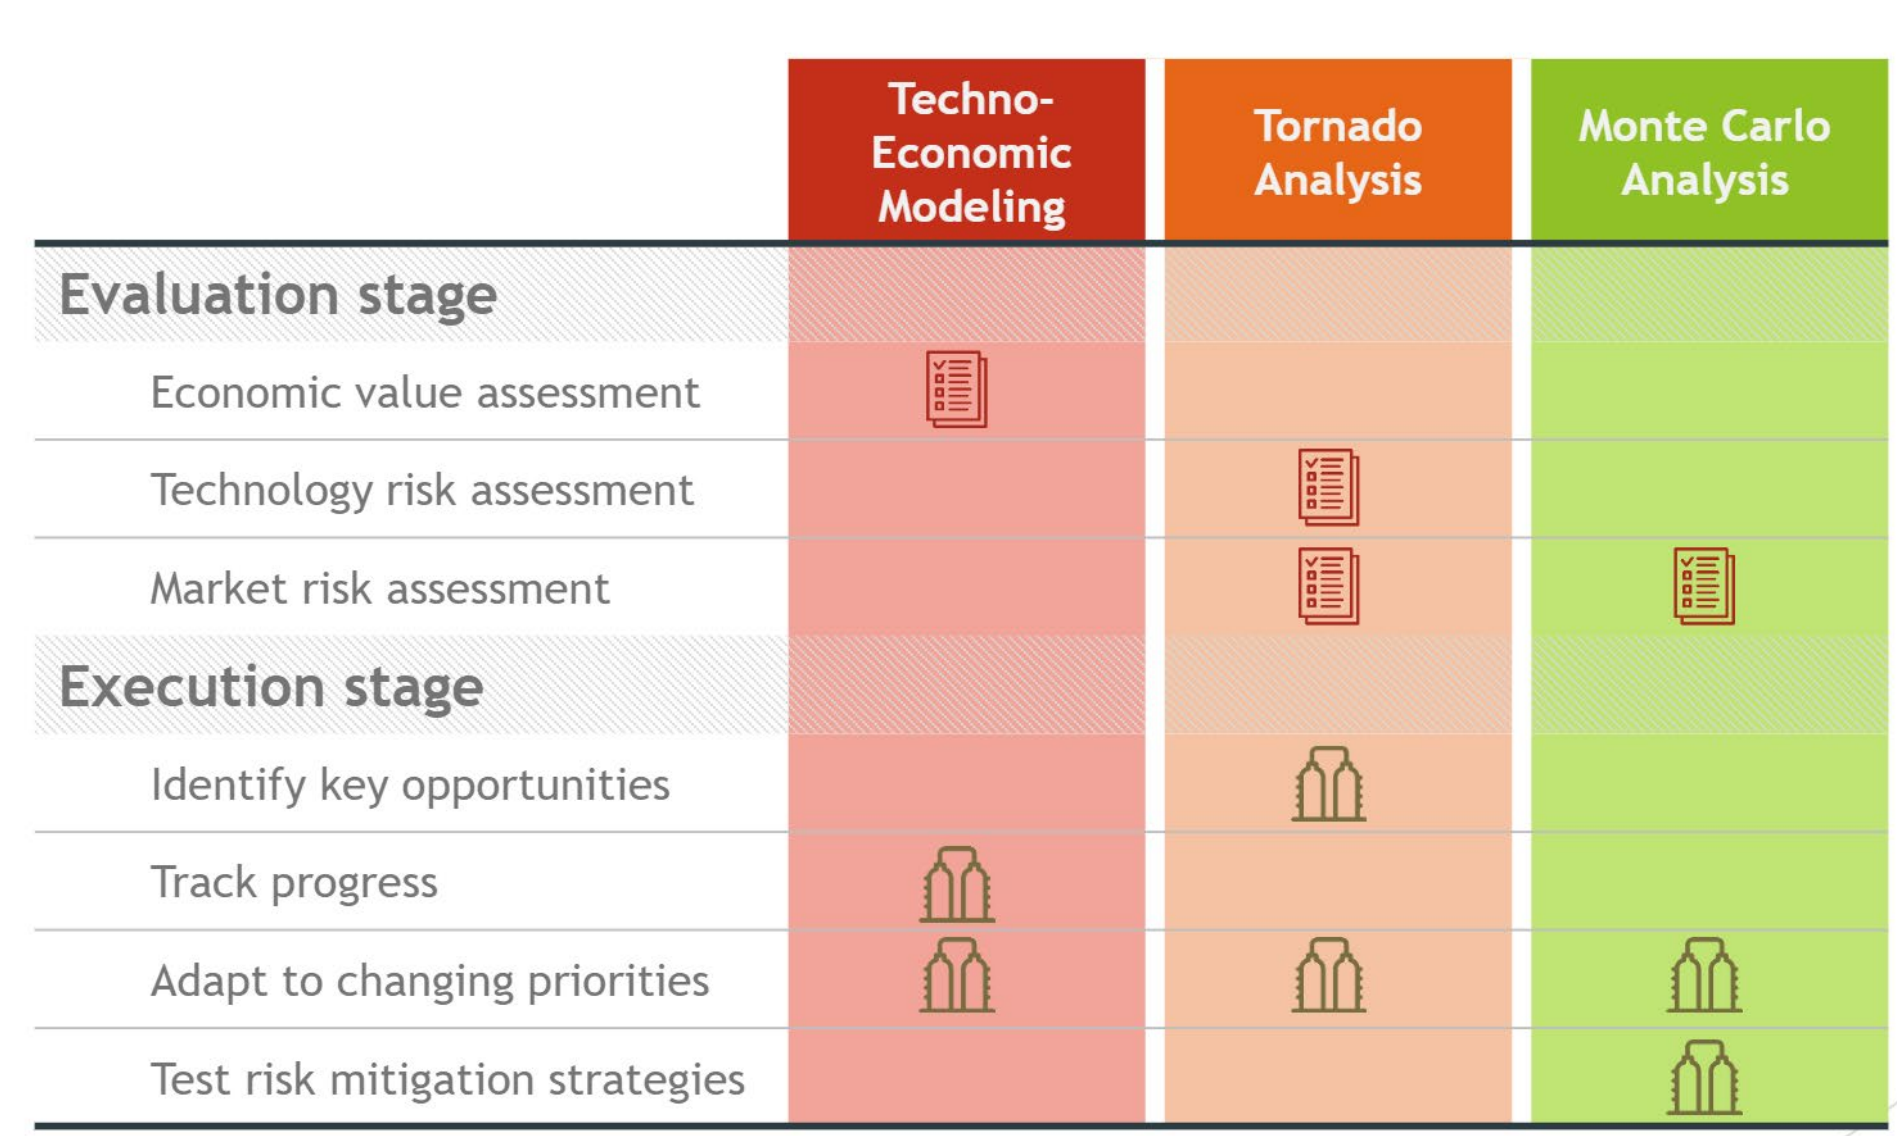 Techno-
Economic
Modeling
Tornado
Analysis
Monte Carlo
Analysis
Evaluation stage
Economic value assessment
Technology risk assessment
Market risk assessment
Execution stage
Identify key opportunities
Track progress
Adapt to changing priorities
Test risk mitigation strategies